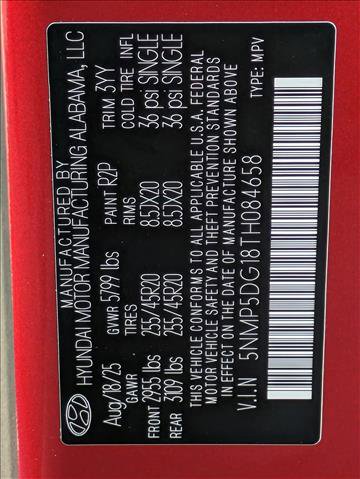 MANUFACTURED BY
HYUNDAI MOTOR MANUFACTURING ALABAMA, LLC
Aug/18/25 GVWR 5799 lbs PAINT R2P TRIM 3YY
GAWR TIRES RIMS COLD TIRE INFL
FRONT 2955 lbs 255/45R20 8.5JX20 36 psi SINGLE
REAR 3109 lbs 255/45R20 8.5JX20 36 psi SINGLE
THIS VEHICLE CONFORMS TO ALL APPLICABLE U.S.A. FEDERAL
MOTOR VEHICLE SAFETY AND THEFT PREVENTION STANDARDS
IN EFFECT ON THE DATE OF MANUFACTURE SHOWN ABOVE
V.I.N 5NMP5DG18TH084658 TYPE: MPV